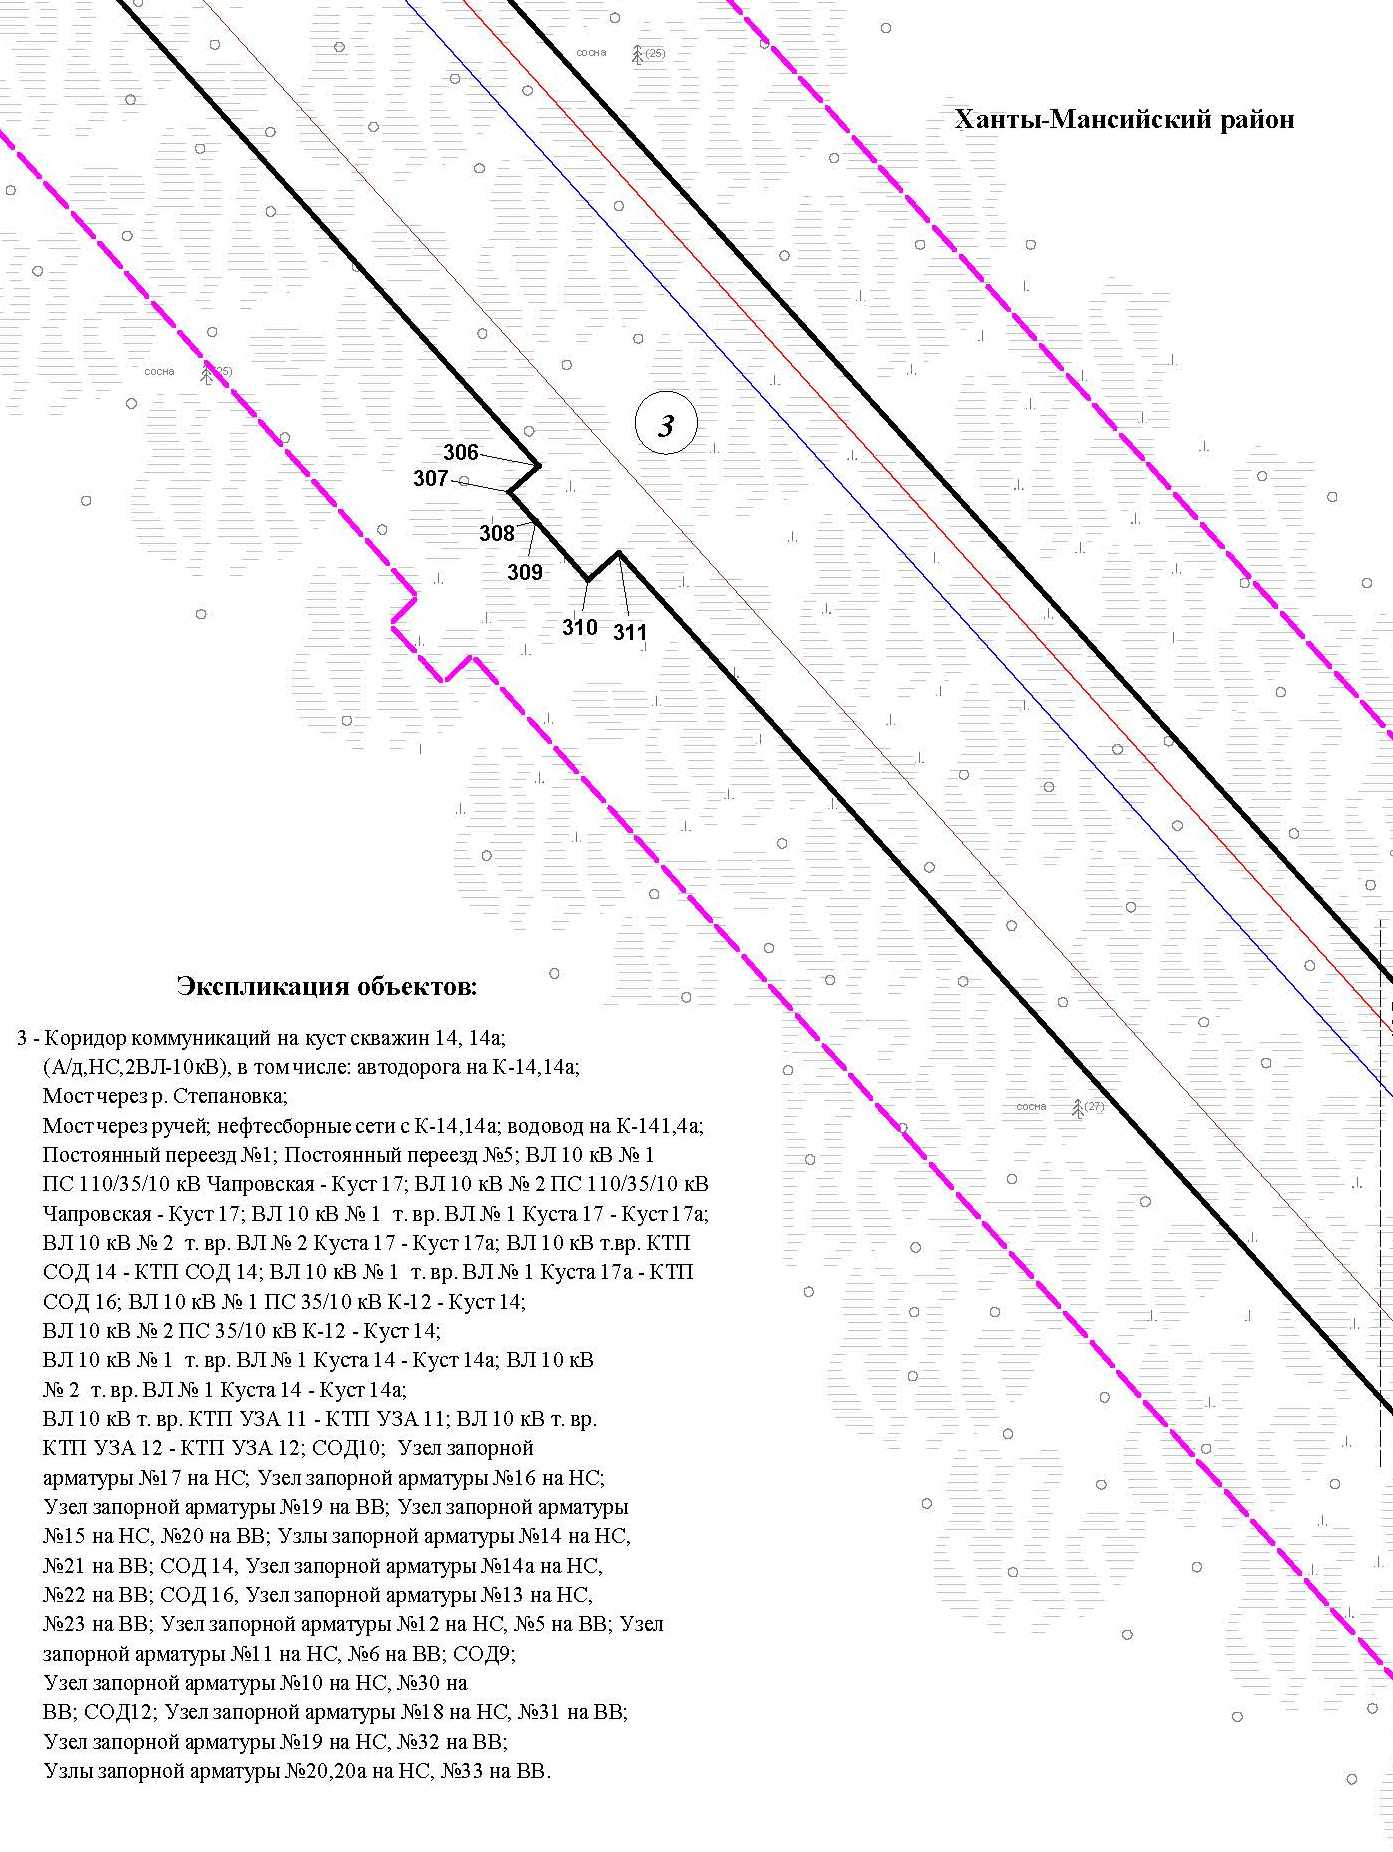 сосна (25)
Ханты-Мансийский район
сосна (25)
3
306
307
308
309
310
311
Экспликация объектов:
3 - Коридор коммуникаций на куст скважин 14, 14а;
(А/д,НС,2ВЛ-10кВ), в том числе: автодорога на К-14,14а;
Мост через р. Степановка;
Мост через ручей; нефтесборные сети с К-14,14а; водовод на К-141,4а;
Постоянный переезд №1; Постоянный переезд №5; ВЛ 10 кВ № 1
ПС 110/35/10 кВ Чапровская - Куст 17; ВЛ 10 кВ № 2 ПС 110/35/10 кВ
Чапровская - Куст 17; ВЛ 10 кВ № 1 т. вр. ВЛ № 1 Куста 17 - Куст 17а;
ВЛ 10 кВ № 2 т. вр. ВЛ № 2 Куста 17 - Куст 17а; ВЛ 10 кВ т.вр. КТП
СОД 14 - КТП СОД 14; ВЛ 10 кВ № 1 т. вр. ВЛ № 1 Куста 17а - КТП
СОД 16; ВЛ 10 кВ № 1 ПС 35/10 кВ К-12 - Куст 14;
ВЛ 10 кВ № 2 ПС 35/10 кВ К-12 - Куст 14;
ВЛ 10 кВ № 1 т. вр. ВЛ № 1 Куста 14 - Куст 14а; ВЛ 10 кВ
№ 2 т. вр. ВЛ № 1 Куста 14 - Куст 14а;
ВЛ 10 кВ т. вр. КТП УЗА 11 - КТП УЗА 11; ВЛ 10 кВ т. вр.
КТП УЗА 12 - КТП УЗА 12; СОД10; Узел запорной
арматуры №17 на НС; Узел запорной арматуры №16 на НС;
Узел запорной арматуры №19 на ВВ; Узел запорной арматуры
№15 на НС, №20 на ВВ; Узлы запорной арматуры №14 на НС,
№21 на ВВ; СОД 14, Узел запорной арматуры №14а на НС,
№22 на ВВ; СОД 16, Узел запорной арматуры №13 на НС,
№23 на ВВ; Узел запорной арматуры №12 на НС, №5 на ВВ; Узел
запорной арматуры №11 на НС, №6 на ВВ; СОД9;
Узел запорной арматуры №10 на НС, №30 на
ВВ; СОД12; Узел запорной арматуры №18 на НС, №31 на ВВ;
Узел запорной арматуры №19 на НС, №32 на ВВ;
Узлы запорной арматуры №20,20а на НС, №33 на ВВ.
сосна (27)